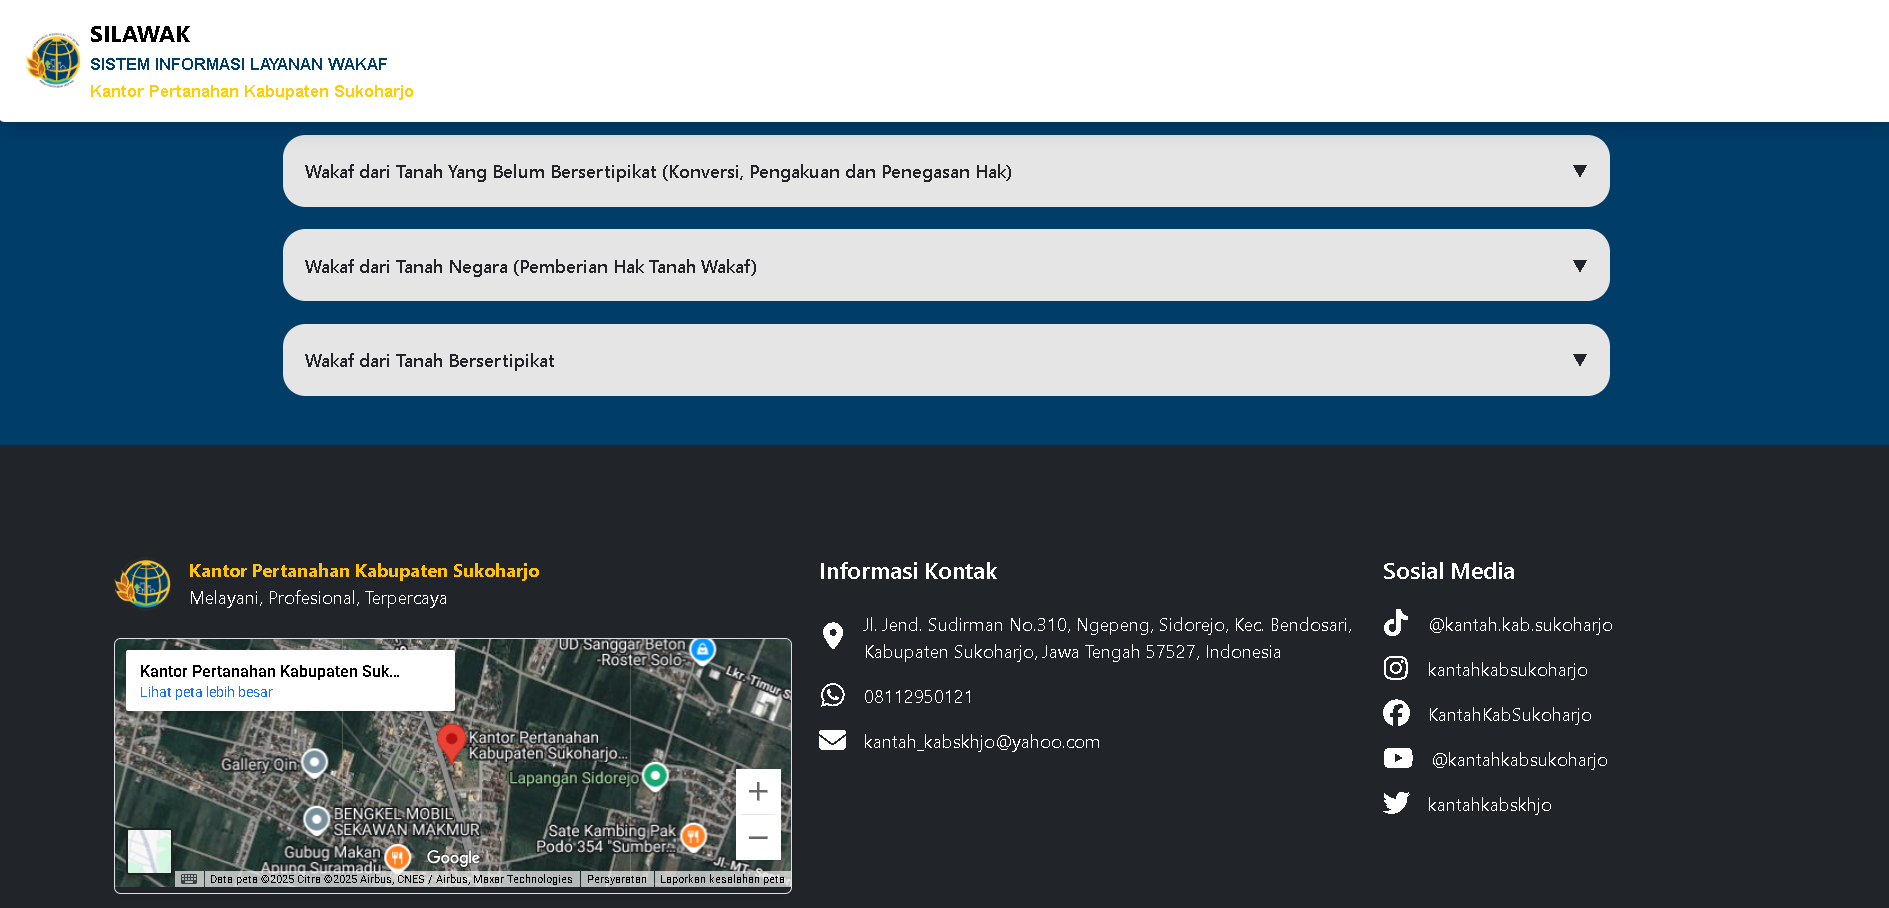 SILAWAK
SISTEM INFORMASI LAYANAN WAKAF
Kantor Pertanahan Kabupaten Sukoharjo
Wakaf dari Tanah Yang Belum Bersertipikat (Konversi, Pengakuan dan Penegasan Hak)
Wakaf dari Tanah Negara (Pemberian Hak Tanah Wakaf)
Wakaf dari Tanah Bersertipikat
Kantor Pertanahan Kabupaten Sukoharjo
Melayani, Profesional, Terpercaya
Kantor Pertanahan Kabupaten Suk...
Lihat peta lebih besar
UD Sanggar Beton
-Roster Solo-
Lkr.-Timur S
Kantor Pertanahan
Kabupaten Sukoharjo...
Gallery Qin
Lapangan Sidorejo
BENGKEL MOBIL
SEKAWAN MAKMUR
Sate Kambing Pak
Podo 354 "Sumber...
Gubug Makan
Apung Suramadu
Google
Jl.-MT.-S
Data peta ©2025 Citra ©2025 Airbus, CNES / Airbus, Maxar Technologies
Persyaratan
Laporkan kesalahan peta
Informasi Kontak
Jl. Jend. Sudirman No.310, Ngepeng, Sidorejo, Kec. Bendosari,
Kabupaten Sukoharjo, Jawa Tengah 57527, Indonesia
08112950121
kantah_kabskhjo@yahoo.com
Sosial Media
@kantah.kab.sukoharjo
kantahkabsukoharjo
KantahKabSukoharjo
@kantahkabsukoharjo
kantahkabskhjo